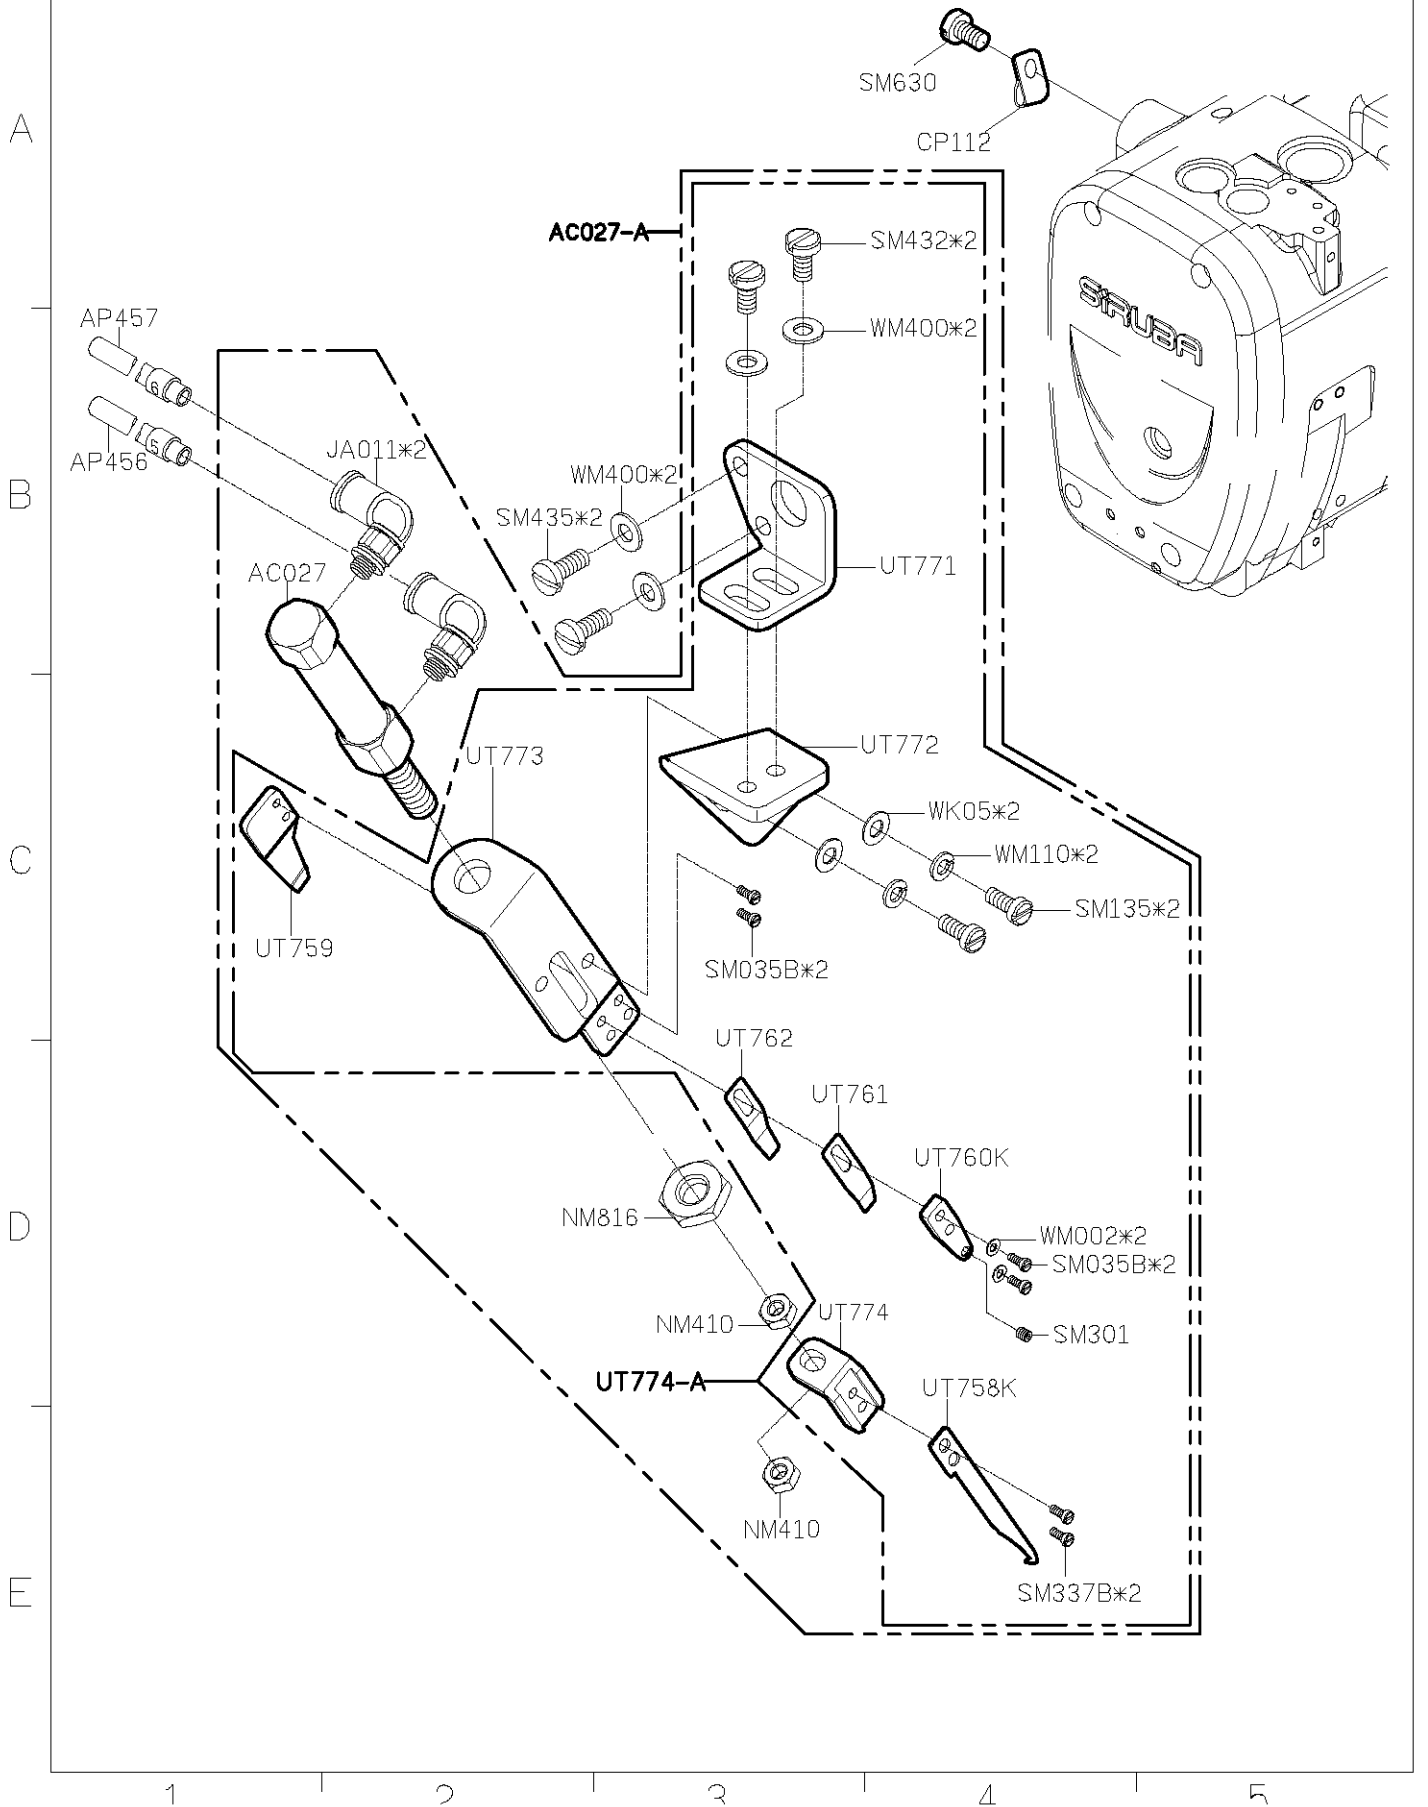 SM630
A
CP112
AC027-A
SM432*2
SiRUBA
AP457
WM400*2
6
5
AP456
JA011*2
WM400*2
B
SM435*2
UT771
AC027
UT773
UT772
WK05*2
C
WM110*2
SM135*2
UT759
SM035B*2
UT762
UT761
UT760K
NM816
D
WM002*2
SM035B*2
NM410
UT774
SM301
UT774-A
UT758K
NM410
E
SM337B*2
1
2
3
4
5